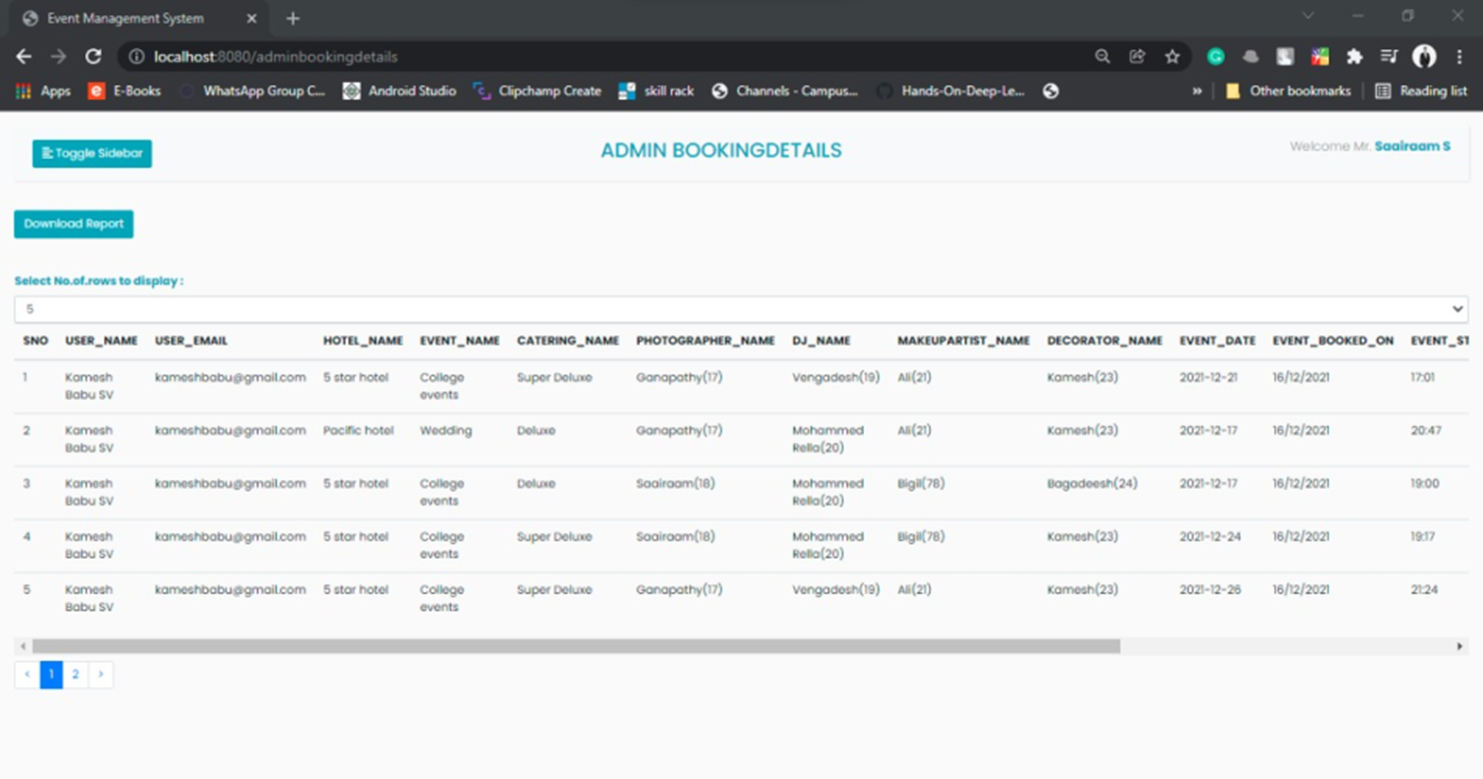 Event Management System
localhost:8080/adminbookingdetails
Apps E-Books WhatsApp Group C... Android Studio Clipchamp Create skill rack Channels - Campus... Hands-On-Deep-Le... » Other bookmarks Reading list
Toggle Sidebar ADMIN BOOKINGDETAILS Welcome Mr. Saairaam S
Download Report
Select No.of.rows to display :
5
SNO USER_NAME USER_EMAIL HOTEL_NAME EVENT_NAME CATERING_NAME PHOTOGRAPHER_NAME DJ_NAME MAKEUPARTIST_NAME DECORATOR_NAME EVENT_DATE EVENT_BOOKED_ON EVENT_ST
1 Kamesh kameshbabu@gmail.com 5 star hotel College Super Deluxe Ganapathy(17) Vengadesh(19) Ali(21) Kamesh(23) 2021-12-21 16/12/2021 17:01
Babu SV events
2 Kamesh kameshbabu@gmail.com Pacific hotel Wedding Deluxe Ganapathy(17) Mohammed Ali(21) Kamesh(23) 2021-12-17 16/12/2021 20:47
Babu SV Rella(20)
3 Kamesh kameshbabu@gmail.com 5 star hotel College Deluxe Saairaam(18) Mohammed Bigil(78) Bagadeesh(24) 2021-12-17 16/12/2021 19:00
Babu SV events Rella(20)
4 Kamesh kameshbabu@gmail.com 5 star hotel College Super Deluxe Saairaam(18) Mohammed Bigil(78) Kamesh(23) 2021-12-24 16/12/2021 19:17
Babu SV events Rella(20)
5 Kamesh kameshbabu@gmail.com 5 star hotel College Super Deluxe Ganapathy(17) Vengadesh(19) Ali(21) Kamesh(23) 2021-12-26 16/12/2021 21:24
Babu SV events
‹ 1 2 ›